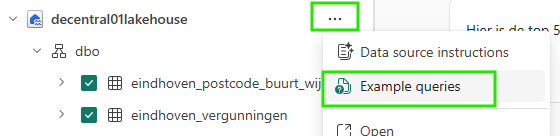 decentral01lakehouse
...
Hier is de top 5
dbo
Data source instructions
eindhoven_postcode_buurt_wij
Example queries
eindhoven_vergunningen
Open